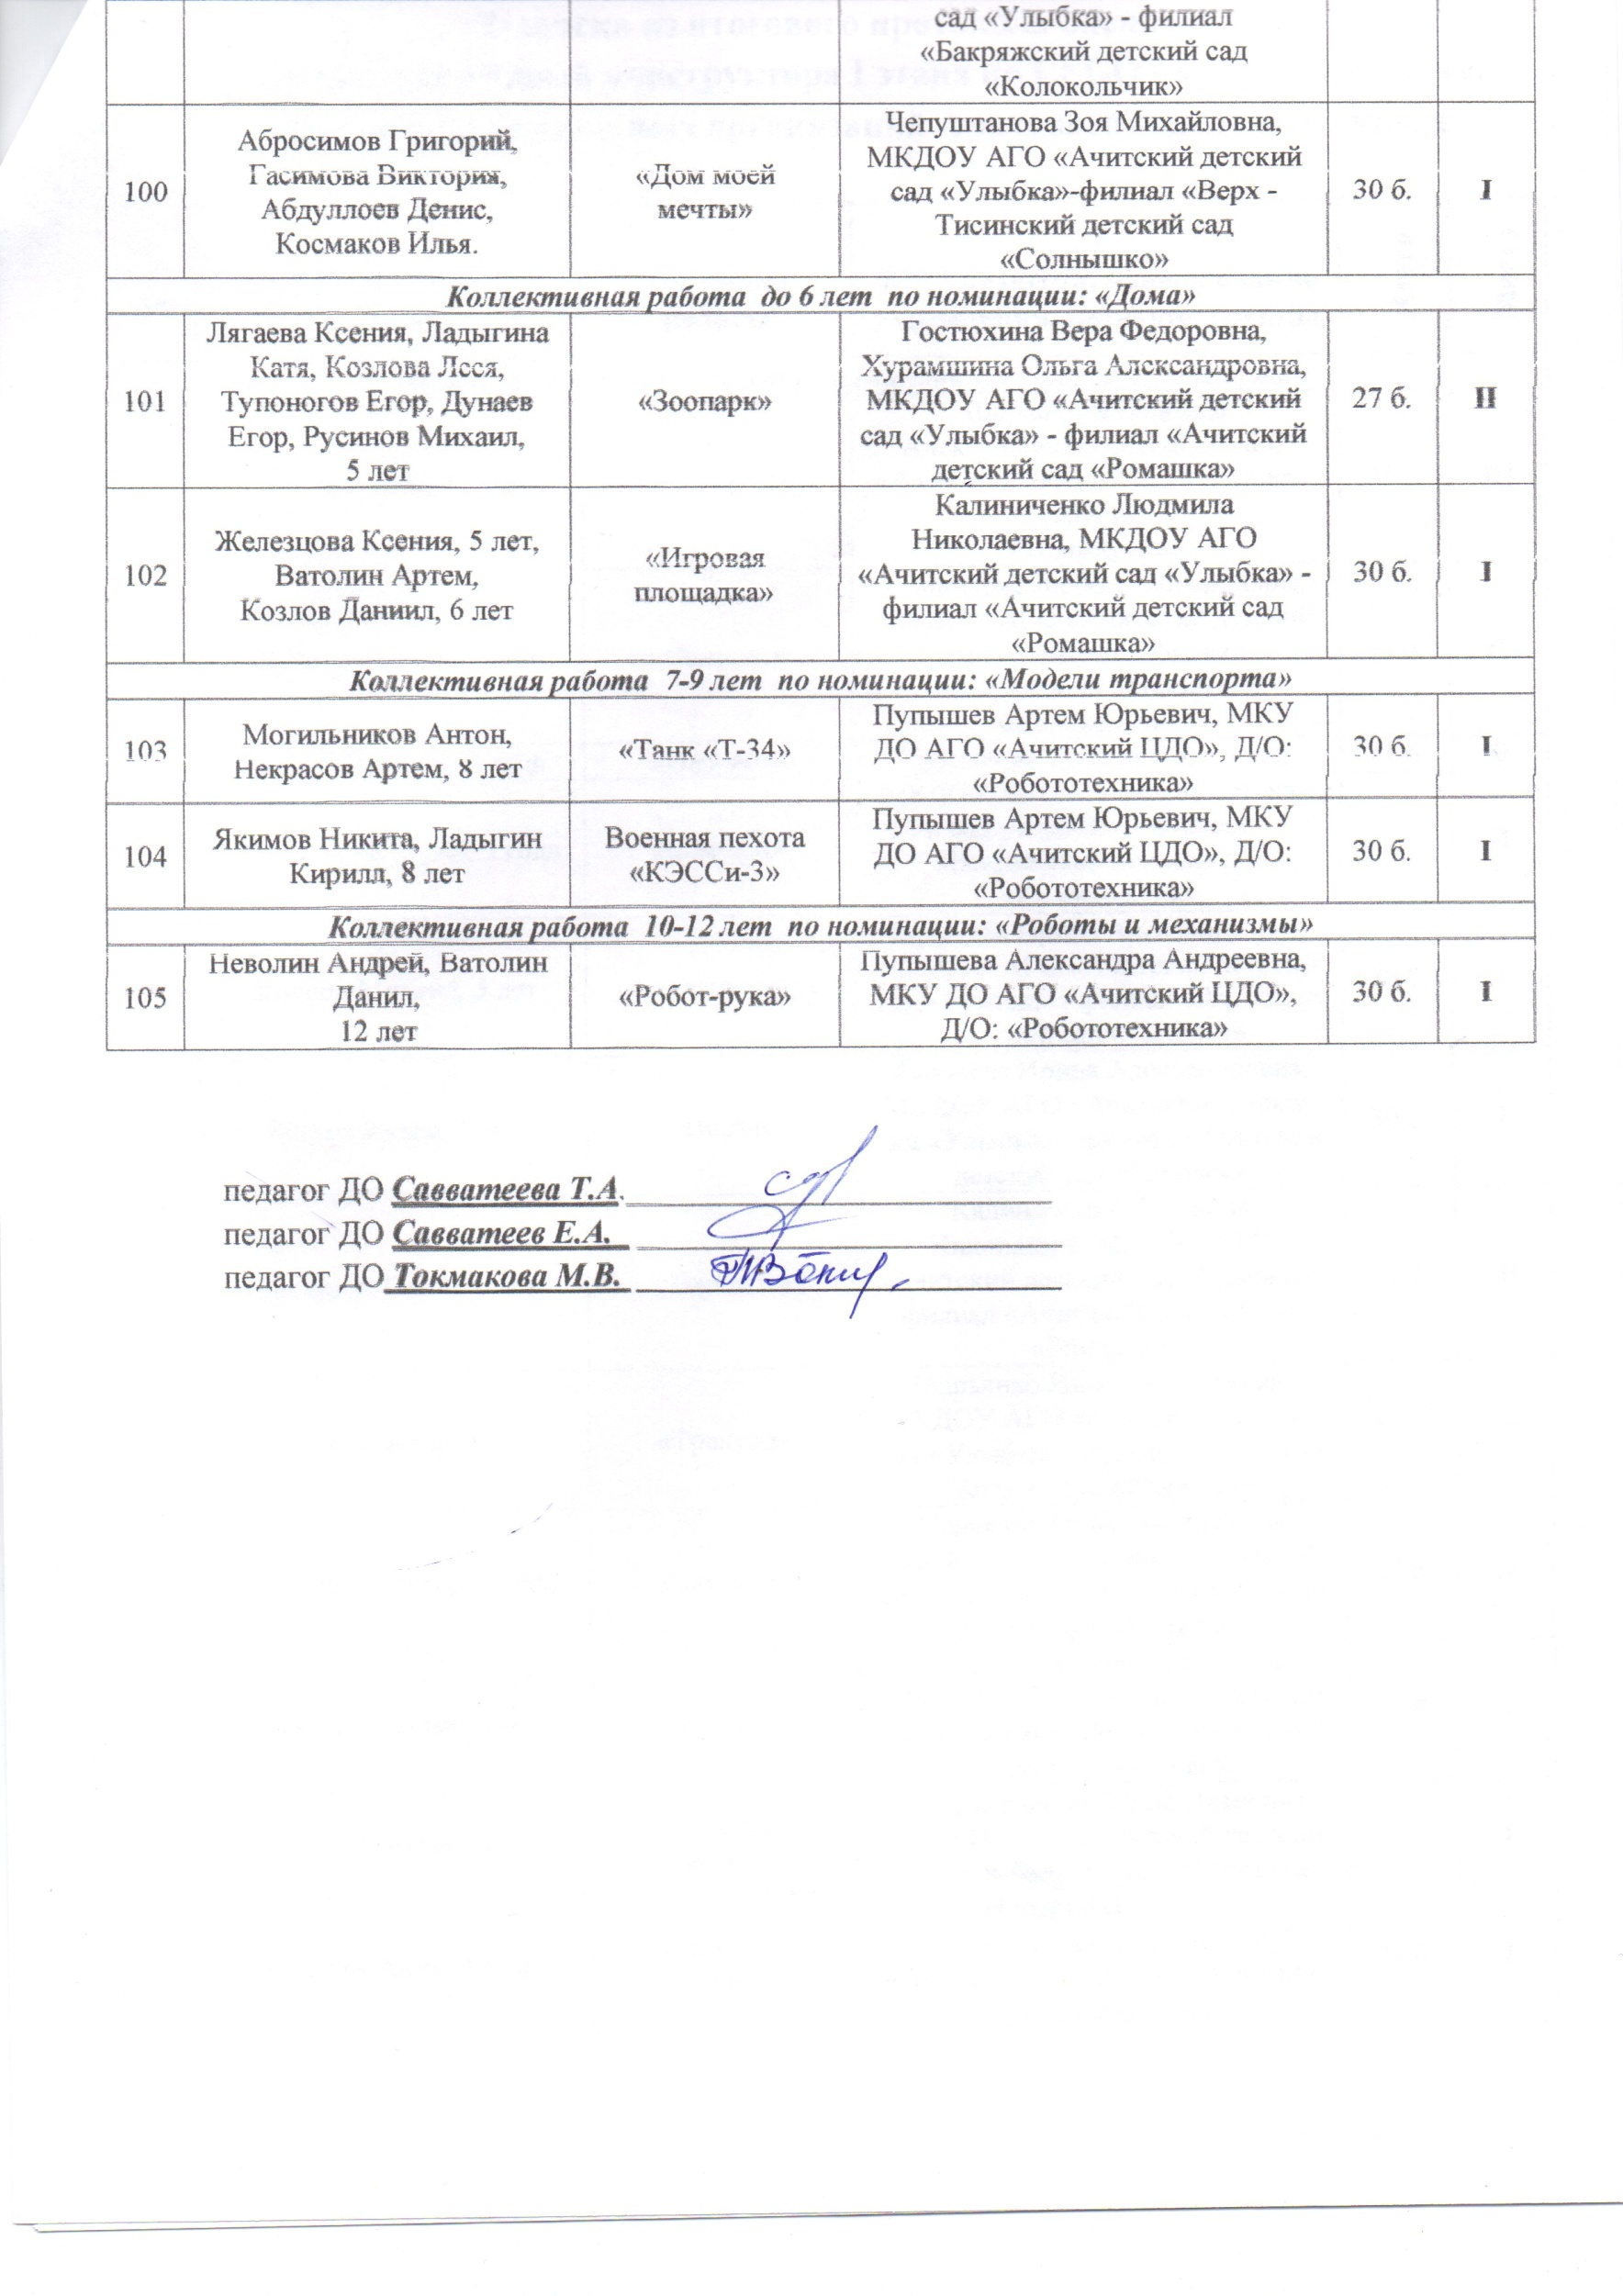 сад «Улыбка» - филиал
«Бакряжский детский сад
«Колокольчик»
100
Абросимов Григорий,
Гасимова Виктория,
Абдуллоев Денис,
Космаков Илья.
«Дом моей
мечты»
Чепуштанова Зоя Михайловна,
МКДОУ АГО «Ачитский детский
сад «Улыбка»-филиал «Верх -
Тисинский детский сад
«Солнышко»
30 б.
I
Коллективная работа до 6 лет по номинации: «Дома»
101
Лягаева Ксения, Ладыгина
Катя, Козлова Леся,
Тупоногов Егор, Дунаев
Егор, Русинов Михаил,
5 лет
«Зоопарк»
Гостюхина Вера Федоровна,
Хурамшина Ольга Александровна,
МКДОУ АГО «Ачитский детский
сад «Улыбка» - филиал «Ачитский
детский сад «Ромашка»
27 б.
II
102
Железцова Ксения, 5 лет,
Ватолин Артем,
Козлов Даниил, 6 лет
«Игровая
площадка»
Калиниченко Людмила
Николаевна, МКДОУ АГО
«Ачитский детский сад «Улыбка» -
филиал «Ачитский детский сад
«Ромашка»
30 б.
I
Коллективная работа 7-9 лет по номинации: «Модели транспорта»
103
Могильников Антон,
Некрасов Артем, 8 лет
«Танк «Т-34»
Пупышев Артем Юрьевич, МКУ
ДО АГО «Ачитский ЦДО», Д/О:
«Робототехника»
30 б.
I
104
Якимов Никита, Ладыгин
Кирилл, 8 лет
Военная пехота
«КЭССи-3»
Пупышев Артем Юрьевич, МКУ
ДО АГО «Ачитский ЦДО», Д/О:
«Робототехника»
30 б.
I
Коллективная работа 10-12 лет по номинации: «Роботы и механизмы»
105
Неволин Андрей, Ватолин
Данил,
12 лет
«Робот-рука»
Пупышева Александра Андреевна,
МКУ ДО АГО «Ачитский ЦДО»,
Д/О: «Робототехника»
30 б.
I
педагог ДО Савватеева Т.А.
педагог ДО Савватеев Е.А.
педагог ДО Токмакова М.В.